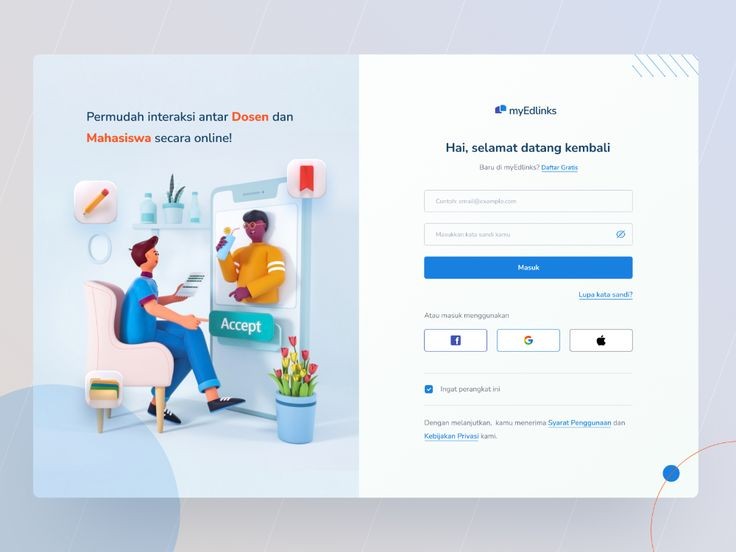 Permudah interaksi antar Dosen dan
Mahasiswa secara online!
Accept
myEdlinks
Hai, selamat datang kembali
Baru di myEdlinks? Daftar Gratis
Contoh: email@example.com
Masukkan kata sandi kamu
Masuk
Lupa kata sandi?
Atau masuk menggunakan
Ingat perangkat ini
Dengan melanjutkan, kamu menerima Syarat Penggunaan dan
Kebijakan Privasi kami.